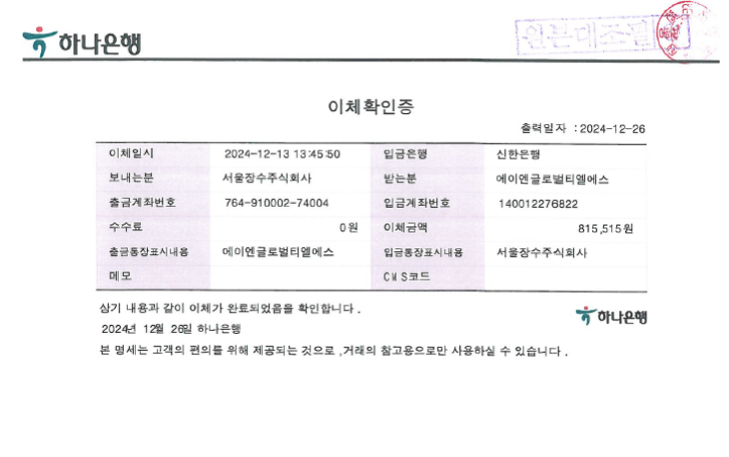 하나은행
원본대조필
이체확인증
출력일자 :2024-12-26
이체일시 2024-12-13 13:45:50 입금은행 신한은행
보내는분 서울장수주식회사 받는분 에이엔글로벌티엘에스
출금계좌번호 764-910002-74004 입금계좌번호 140012276822
수수료 0원 이체금액 815,515원
출금통장표시내용 에이엔글로벌티엘에스 입금통장표시내용 서울장수주식회사
메모 CMS코드
상기 내용과 같이 이체가 완료되었음을 확인합니다.
하나은행
2024년 12월 26일 하나은행
본 명세는 고객의 편의를 위해 제공되는 것으로 ,거래의 참고용으로만 사용하실 수 있습니다.